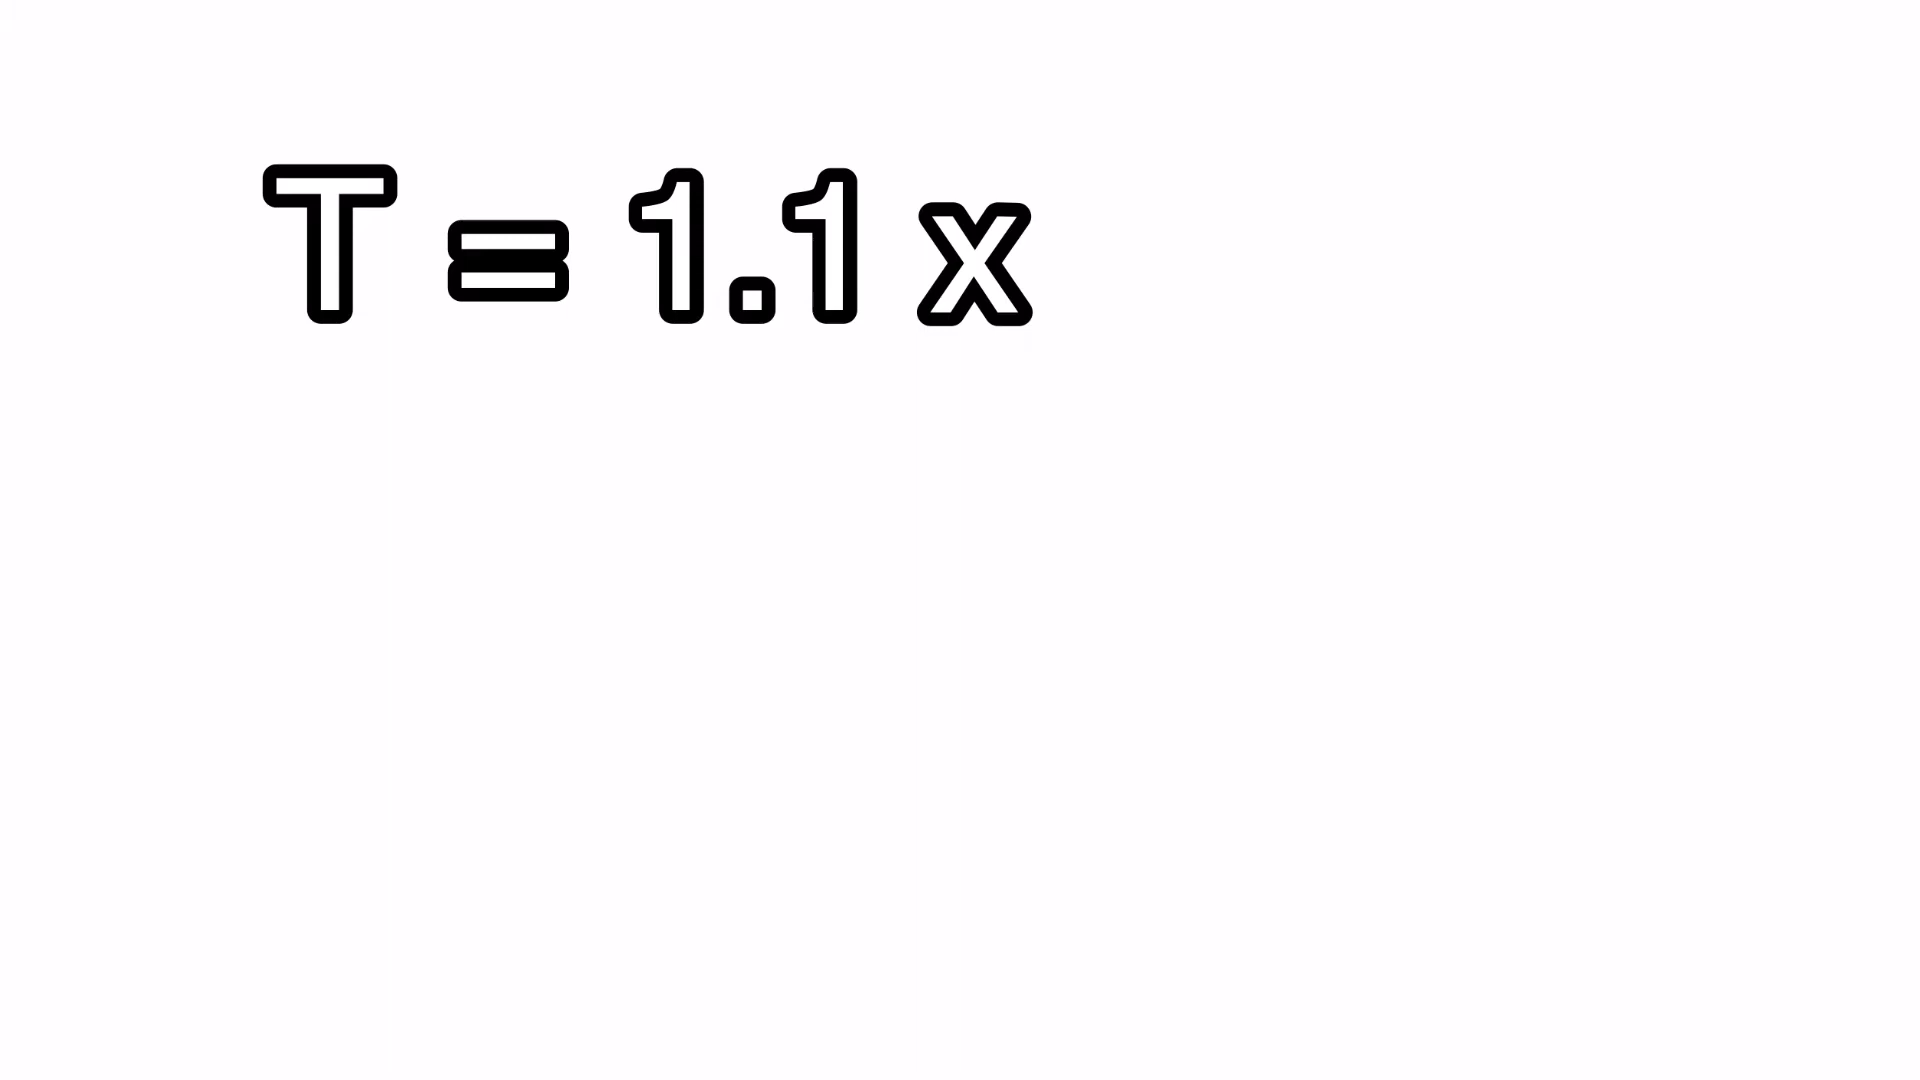 T = 1.1 x